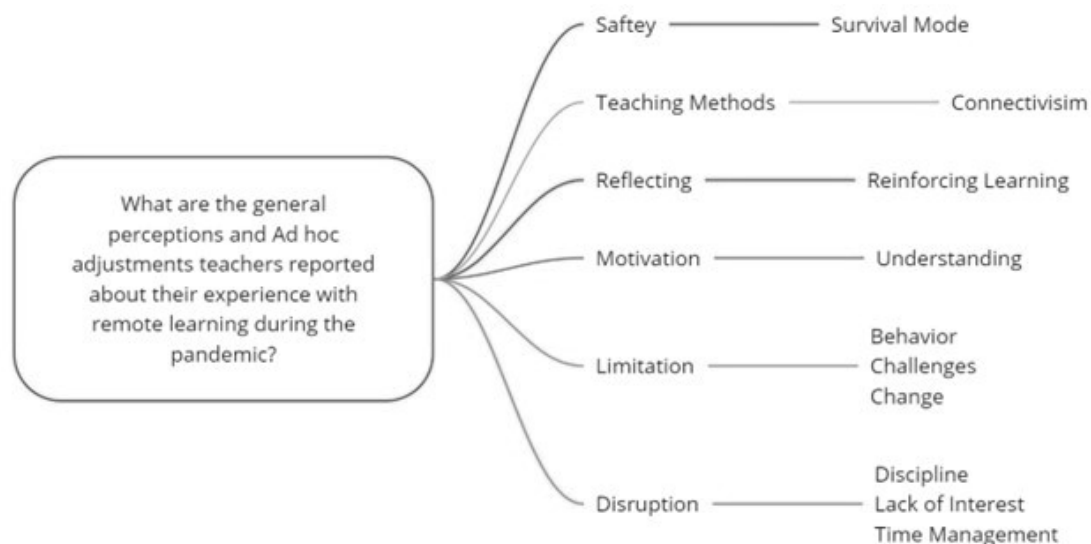 What are the general
perceptions and Ad hoc
adjustments teachers reported
about their experience with
remote learning during the
pandemic?
Saftey
Survival Mode
Teaching Methods
Connectivisim
Reflecting
Reinforcing Learning
Motivation
Understanding
Limitation
Behavior
Challenges
Change
Disruption
Discipline
Lack of Interest
Time Management